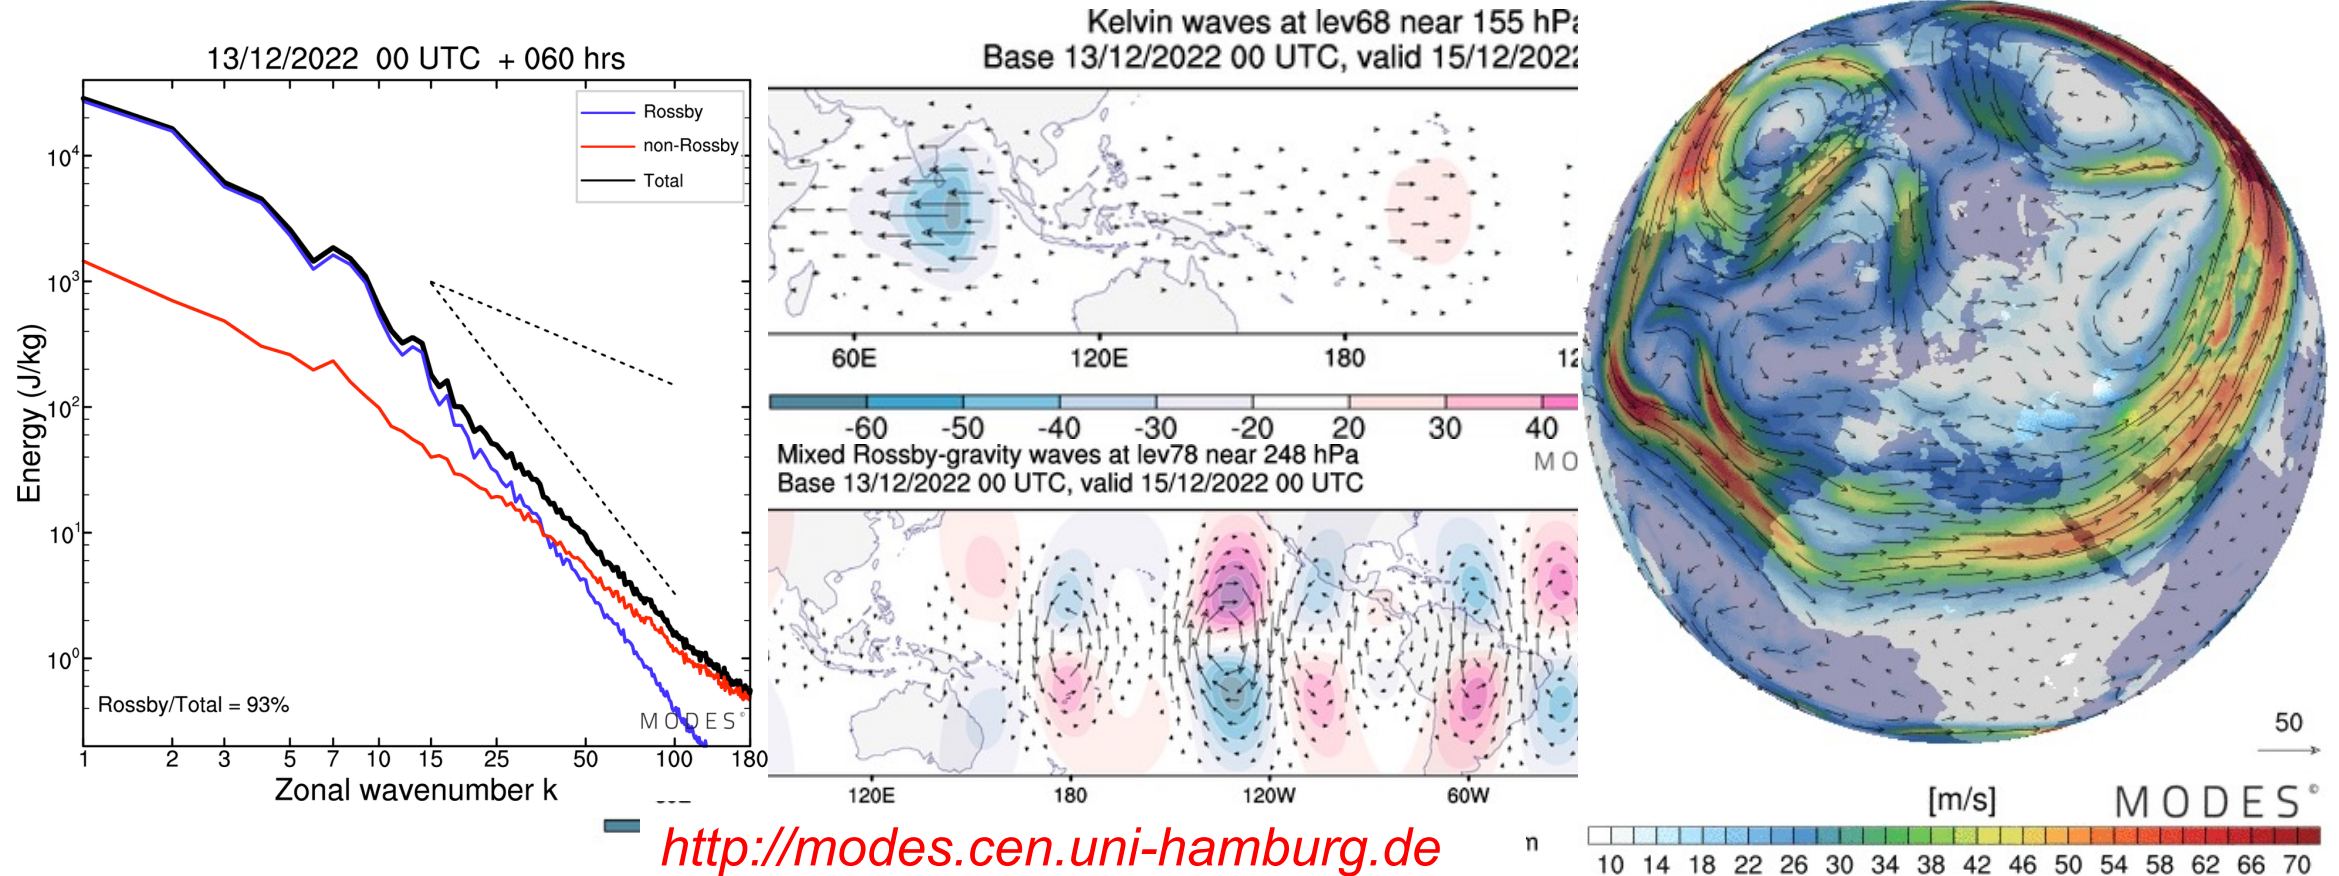 13/12/2022 00 UTC + 060 hrs
Rossby
non-Rossby
Total
10⁴
10³
10²
10¹
10⁰
Energy (J/kg)
Rossby/Total = 93%
MODES©
1 2 3 5 7 10 15 25 50 100 180
Zonal wavenumber k
Kelvin waves at lev68 near 155 hPa
Base 13/12/2022 00 UTC, valid 15/12/2022
60E 120E 180 12
-60 -50 -40 -30 -20 20 30 40
Mixed Rossby-gravity waves at lev78 near 248 hPa
MO
Base 13/12/2022 00 UTC, valid 15/12/2022 00 UTC
120E 180 120W 60W
http://modes.cen.uni-hamburg.de
n
50
[m/s]
MODES©
10 14 18 22 26 30 34 38 42 46 50 54 58 62 66 70